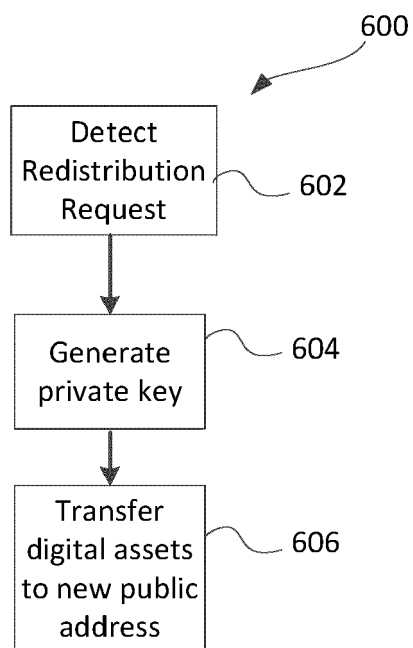 600
Detect
Redistribution
Request
602
Generate
private key
604
Transfer
digital assets
to new public
address
606